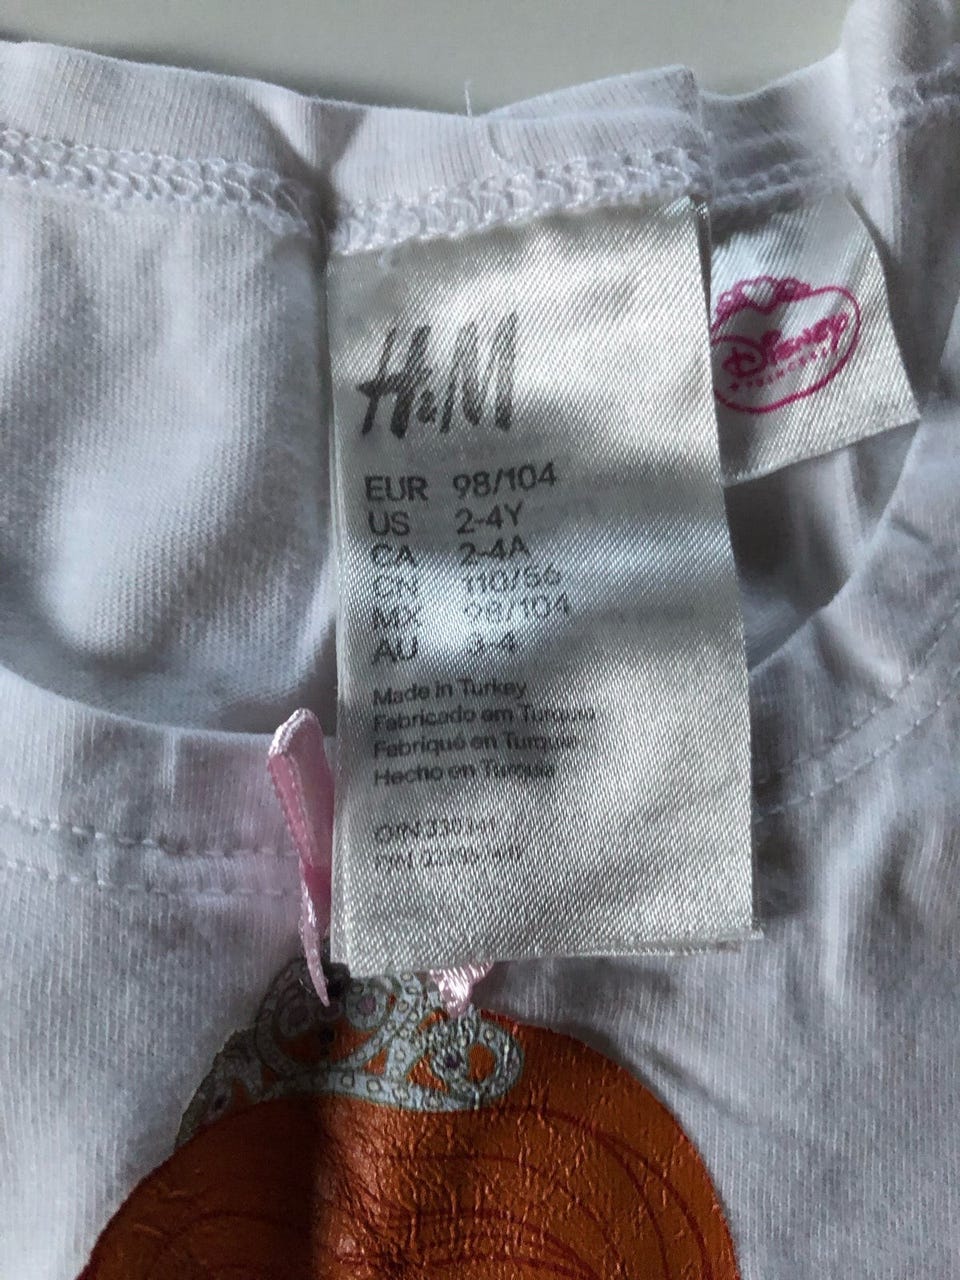 H&M
EUR 98/104
US 2-4Y
CA 2-4A
CN 110/56
MX 98/104
AU 3-4
Made in Turkey
Fabricado em Turquia
Fabriqué en Turquie
Hecho en Turquía
O/N
P/N
Disney
PRINCESS